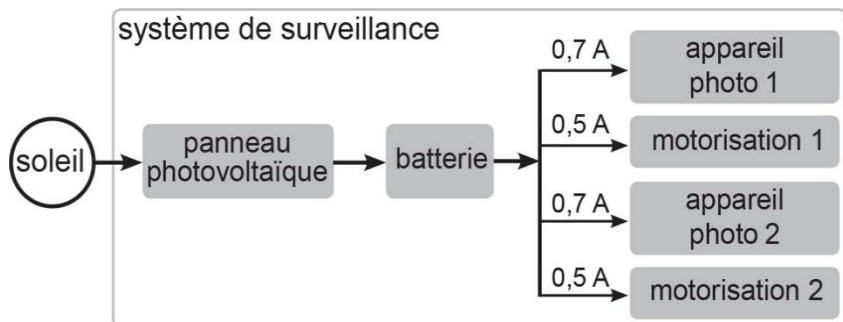 système de surveillance
soleil
panneau
photovoltaïque
batterie
0,7 A
appareil
photo 1
0,5 A
motorisation 1
0,7 A
appareil
photo 2
0,5 A
motorisation 2